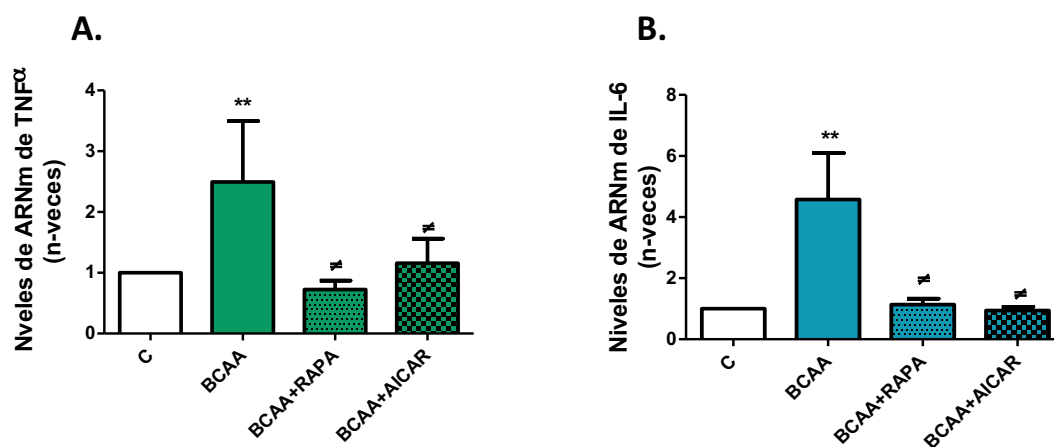 A.
Nveles de ARNm de TNFα
(n-veces)
4
3
2
1
0
**
≠
≠
C
BCAA
BCAA+RAPA
BCAA+AICAR
B.
Niveles de ARNm de IL-6
(n-veces)
8
6
4
2
0
**
≠
≠
C
BCAA
BCAA+RAPA
BCAA+AICAR